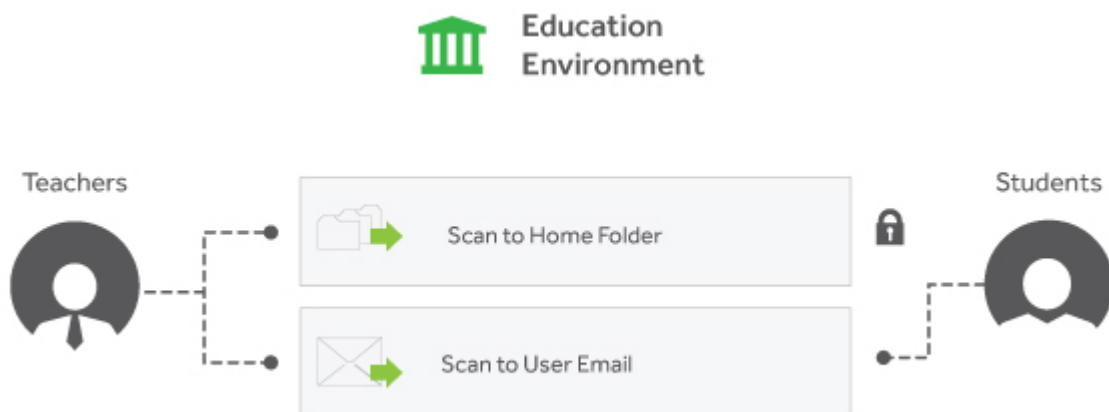 Education
Environment
Teachers
Students
Scan to Home Folder
Scan to User Email